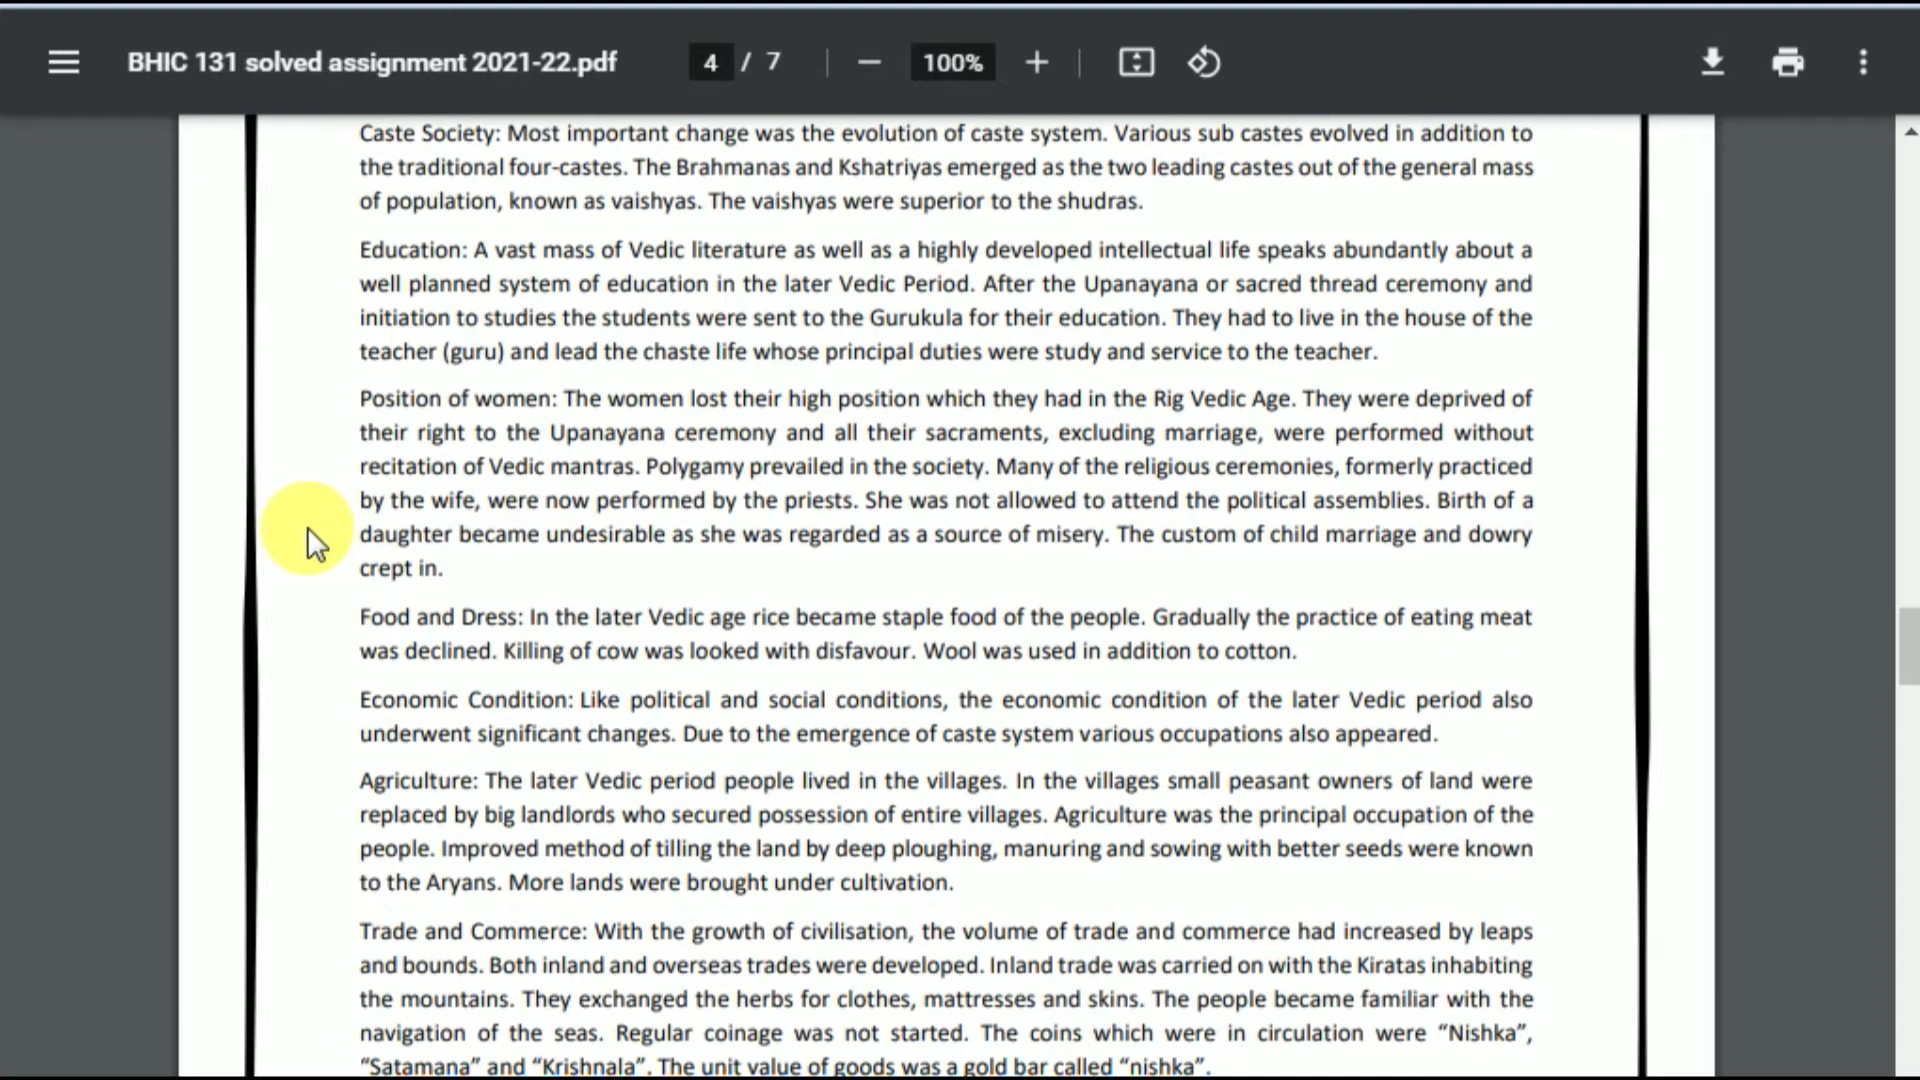 BHIC 131 solved assignment 2021-22.pdf 4 / 7 100%
Caste Society: Most important change was the evolution of caste system. Various sub castes evolved in addition to
the traditional four-castes. The Brahmanas and Kshatriyas emerged as the two leading castes out of the general mass
of population, known as vaishyas. The vaishyas were superior to the shudras.
Education: A vast mass of Vedic literature as well as a highly developed intellectual life speaks abundantly about a
well planned system of education in the later Vedic Period. After the Upanayana or sacred thread ceremony and
initiation to studies the students were sent to the Gurukula for their education. They had to live in the house of the
teacher (guru) and lead the chaste life whose principal duties were study and service to the teacher.
Position of women: The women lost their high position which they had in the Rig Vedic Age. They were deprived of
their right to the Upanayana ceremony and all their sacraments, excluding marriage, were performed without
recitation of Vedic mantras. Polygamy prevailed in the society. Many of the religious ceremonies, formerly practiced
by the wife, were now performed by the priests. She was not allowed to attend the political assemblies. Birth of a
daughter became undesirable as she was regarded as a source of misery. The custom of child marriage and dowry
crept in.
Food and Dress: In the later Vedic age rice became staple food of the people. Gradually the practice of eating meat
was declined. Killing of cow was looked with disfavour. Wool was used in addition to cotton.
Economic Condition: Like political and social conditions, the economic condition of the later Vedic period also
underwent significant changes. Due to the emergence of caste system various occupations also appeared.
Agriculture: The later Vedic period people lived in the villages. In the villages small peasant owners of land were
replaced by big landlords who secured possession of entire villages. Agriculture was the principal occupation of the
people. Improved method of tilling the land by deep ploughing, manuring and sowing with better seeds were known
to the Aryans. More lands were brought under cultivation.
Trade and Commerce: With the growth of civilisation, the volume of trade and commerce had increased by leaps
and bounds. Both inland and overseas trades were developed. Inland trade was carried on with the Kiratas inhabiting
the mountains. They exchanged the herbs for clothes, mattresses and skins. The people became familiar with the
navigation of the seas. Regular coinage was not started. The coins which were in circulation were “Nishka”,
“Satamana” and “Krishnala”. The unit value of goods was a gold bar called “nishka”.